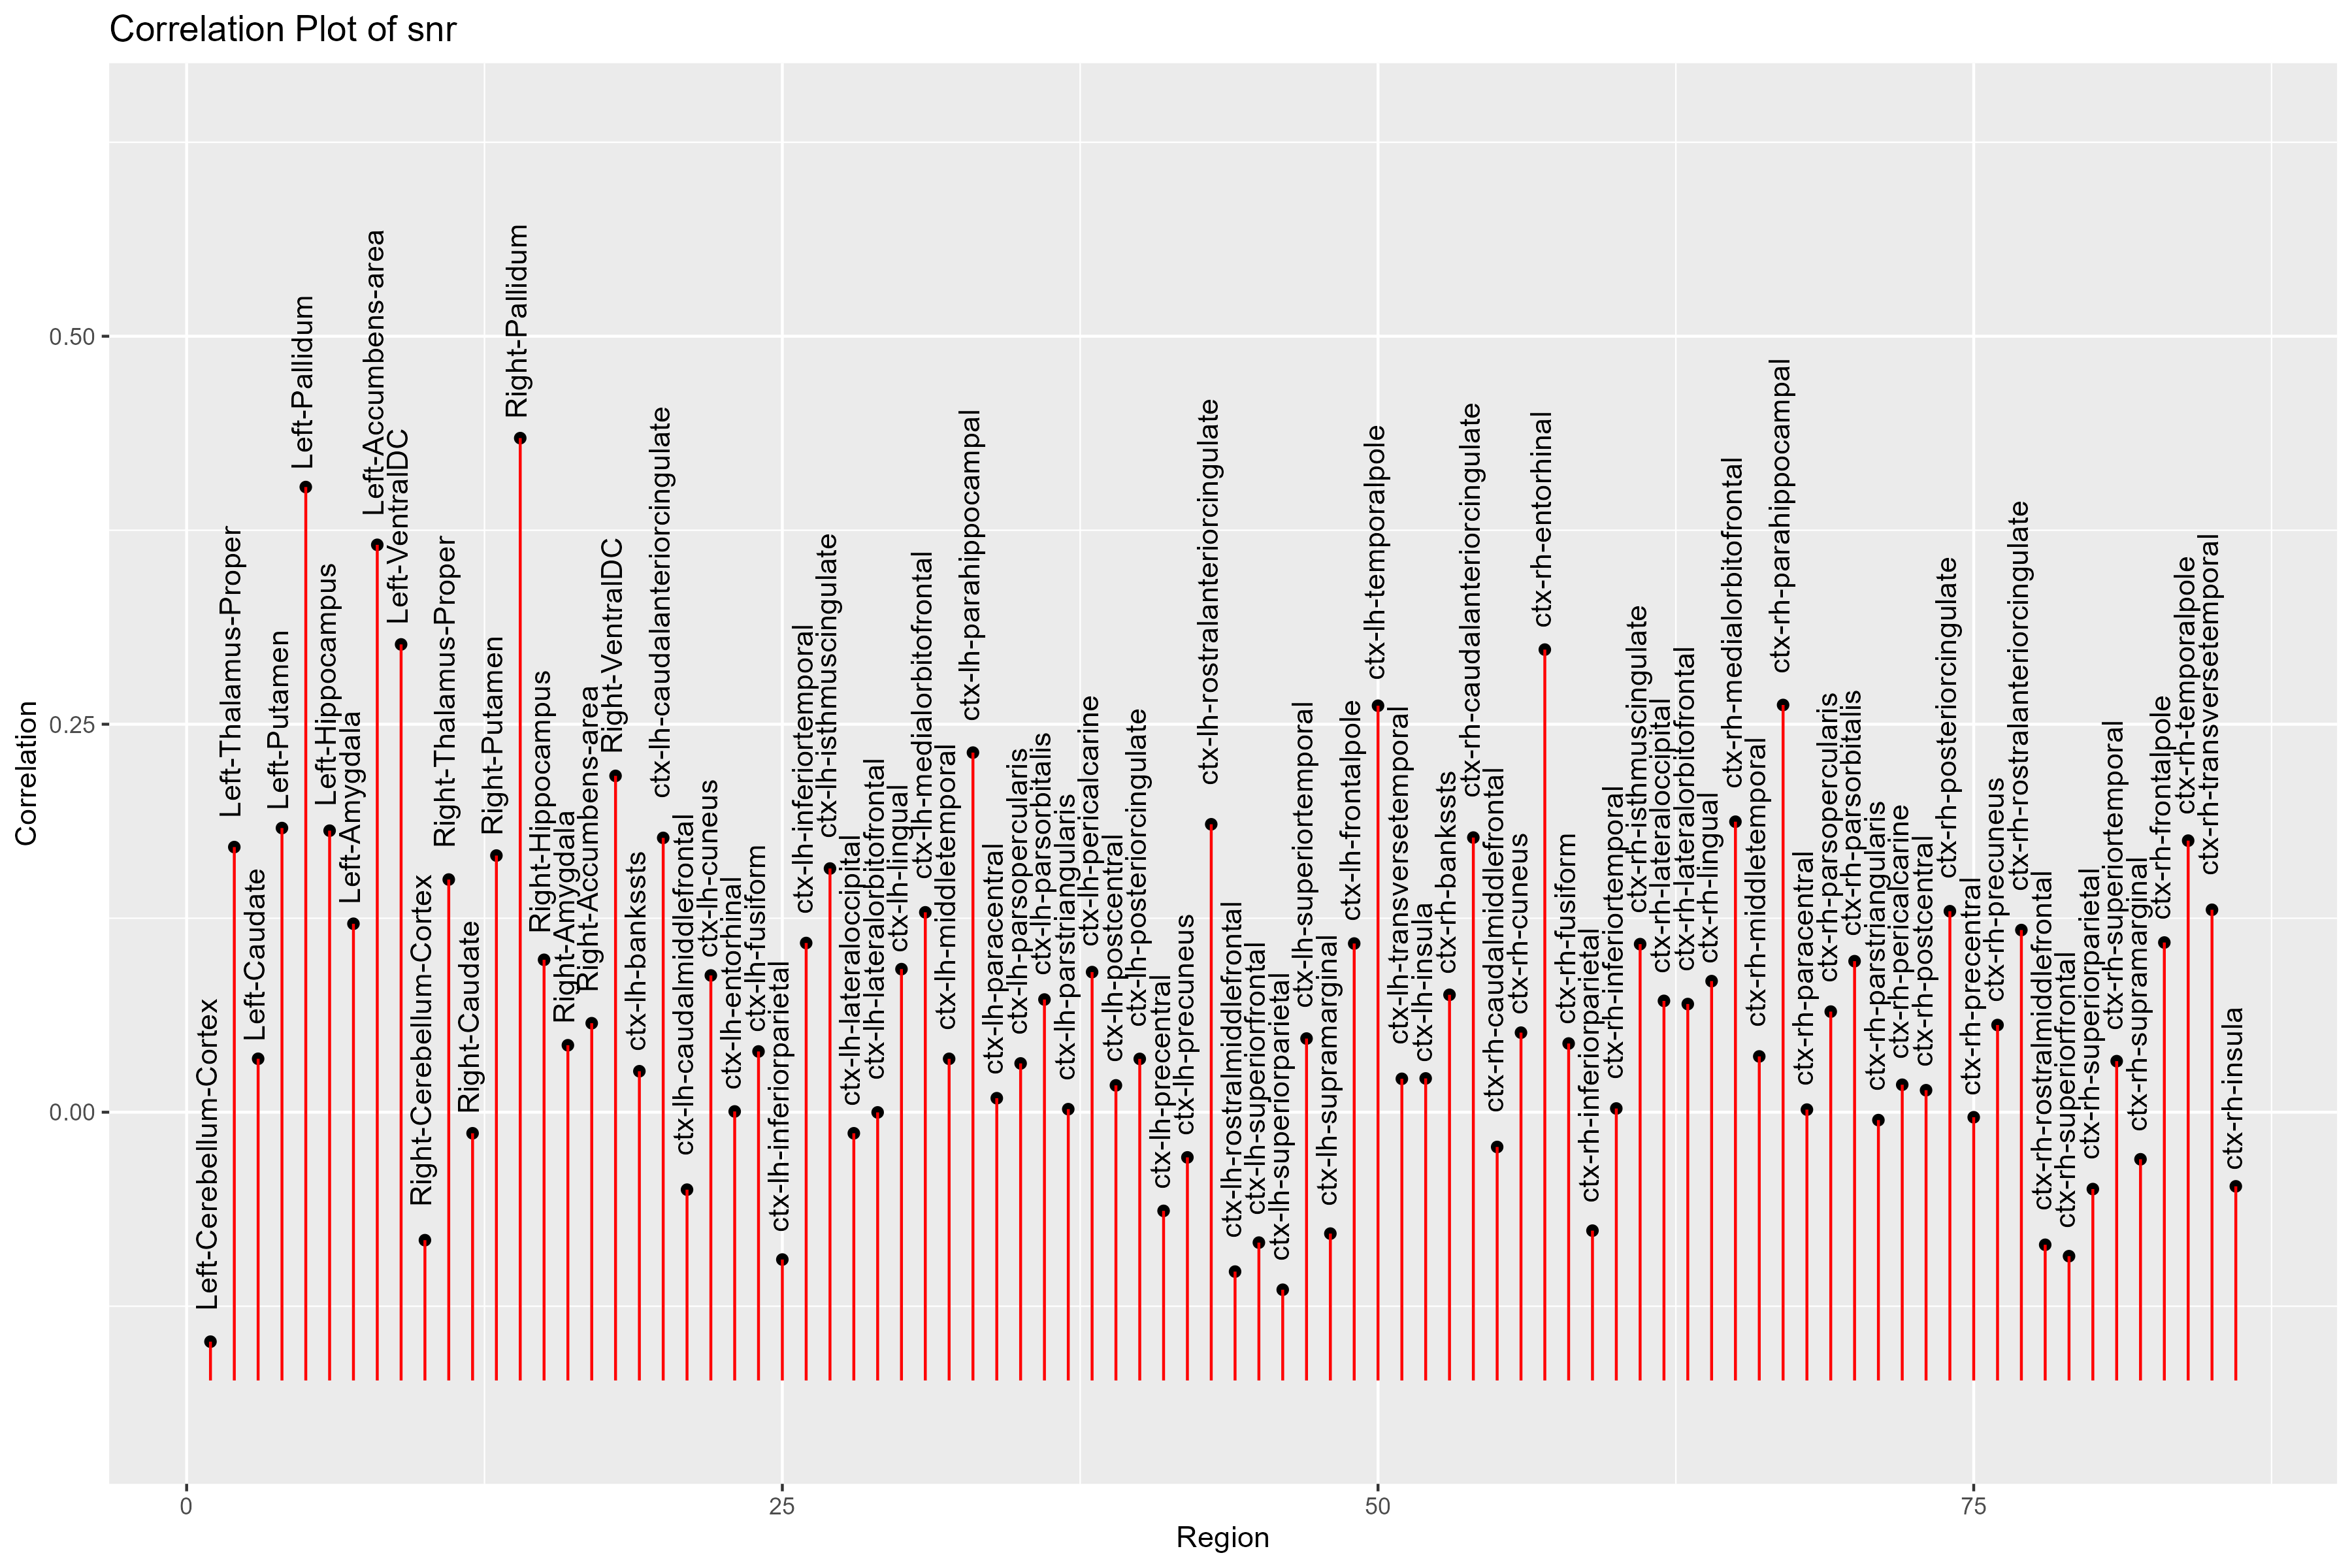 Correlation Plot of snr
Correlation
0.50
0.25
0.00
Left-Cerebellum-Cortex
Left-Thalamus-Proper
Left-Caudate
Left-Putamen
Left-Pallidum
Left-Hippocampus
Left-Amygdala
Left-Accumbens-area
Left-VentralDC
Right-Cerebellum-Cortex
Right-Thalamus-Proper
Right-Caudate
Right-Putamen
Right-Pallidum
Right-Hippocampus
Right-Amygdala
Right-Accumbens-area
Right-VentralDC
ctx-lh-bankssts
ctx-lh-caudalanteriorcingulate
ctx-lh-caudalmiddlefrontal
ctx-lh-cuneus
ctx-lh-entorhinal
ctx-lh-fusiform
ctx-lh-inferiorparietal
ctx-lh-inferiortemporal
ctx-lh-isthmuscingulate
ctx-lh-lateraloccipital
ctx-lh-lateralorbitofrontal
ctx-lh-lingual
ctx-lh-medialorbitofrontal
ctx-lh-middletemporal
ctx-lh-parahippocampal
ctx-lh-paracentral
ctx-lh-parsopercularis
ctx-lh-parsorbitalis
ctx-lh-parstriangularis
ctx-lh-pericalcarine
ctx-lh-postcentral
ctx-lh-posteriorcingulate
ctx-lh-precentral
ctx-lh-precuneus
ctx-lh-rostralanteriorcingulate
ctx-lh-rostralmiddlefrontal
ctx-lh-superiorfrontal
ctx-lh-superiorparietal
ctx-lh-superiortemporal
ctx-lh-supramarginal
ctx-lh-frontalpole
ctx-lh-temporalpole
ctx-lh-transversetemporal
ctx-lh-insula
ctx-rh-bankssts
ctx-rh-caudalanteriorcingulate
ctx-rh-caudalmiddlefrontal
ctx-rh-cuneus
ctx-rh-entorhinal
ctx-rh-fusiform
ctx-rh-inferiorparietal
ctx-rh-inferiortemporal
ctx-rh-isthmuscingulate
ctx-rh-lateraloccipital
ctx-rh-lateralorbitofrontal
ctx-rh-lingual
ctx-rh-medialorbitofrontal
ctx-rh-middletemporal
ctx-rh-parahippocampal
ctx-rh-paracentral
ctx-rh-parsopercularis
ctx-rh-parsorbitalis
ctx-rh-parstriangularis
ctx-rh-pericalcarine
ctx-rh-postcentral
ctx-rh-posteriorcingulate
ctx-rh-precentral
ctx-rh-precuneus
ctx-rh-rostralanteriorcingulate
ctx-rh-rostralmiddlefrontal
ctx-rh-superiorfrontal
ctx-rh-superiorparietal
ctx-rh-superiortemporal
ctx-rh-supramarginal
ctx-rh-frontalpole
ctx-rh-temporalpole
ctx-rh-transversetemporal
ctx-rh-insula
0
25
50
75
Region